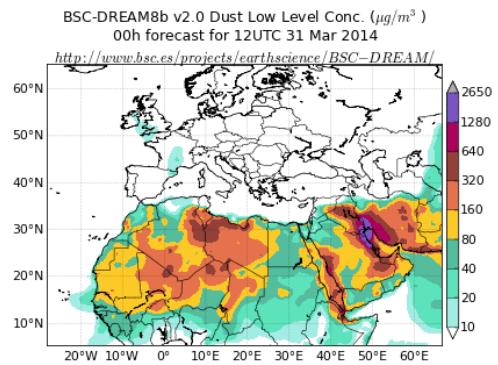 BSC-DREAM8b v2.0 Dust Low Level Conc. (μg/m³ )
00h forecast for 12UTC 31 Mar 2014
http://www.bsc.es/projects/earthscience/BSC−DREAM/
60°N
50°N
40°N
30°N
20°N
10°N
20°W 10°W 0° 10°E 20°E 30°E 40°E 50°E 60°E
2650
1280
640
320
160
80
40
20
10